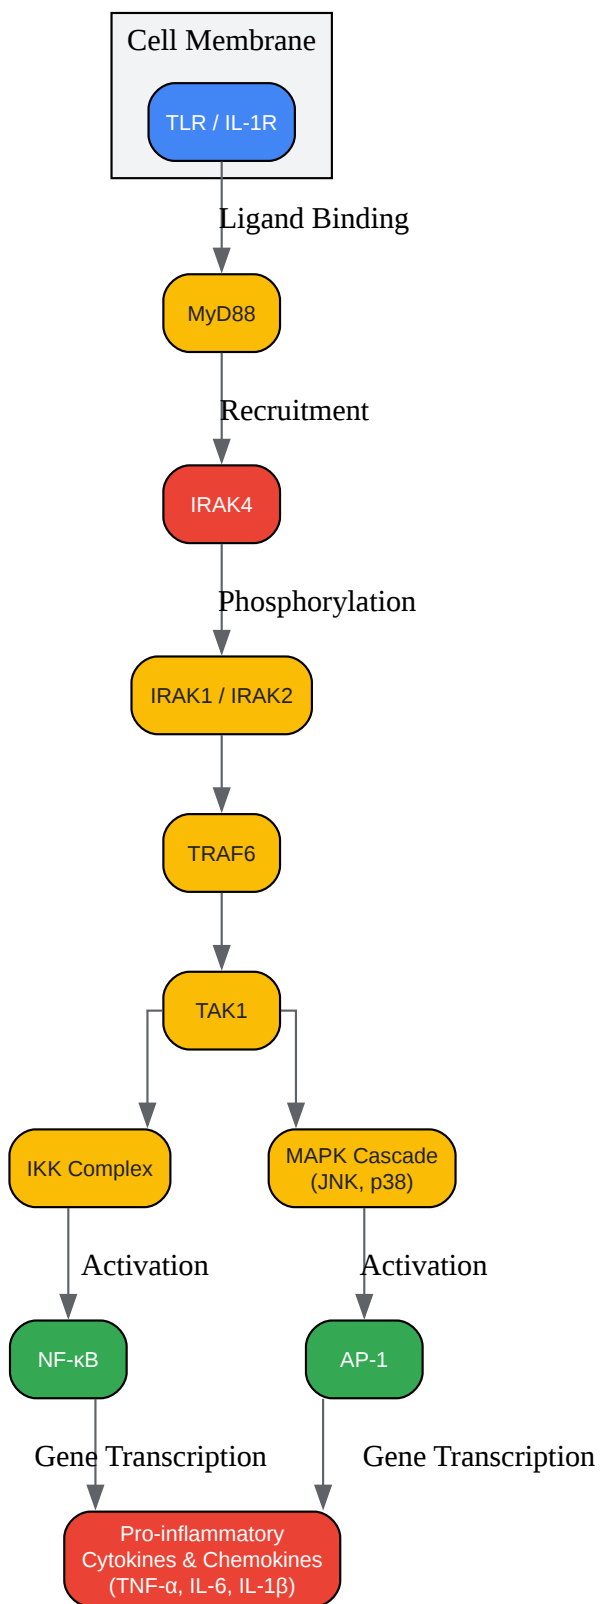 Cell Membrane
TLR / IL-1R
Ligand Binding
MyD88
Recruitment
IRAK4
Phosphorylation
IRAK1 / IRAK2
TRAF6
TAK1
IKK Complex
MAPK Cascade
(JNK, p38)
Activation
Activation
NF-κB
AP-1
Gene Transcription
Gene Transcription
Pro-inflammatory
Cytokines & Chemokines
(TNF-α, IL-6, IL-1β)